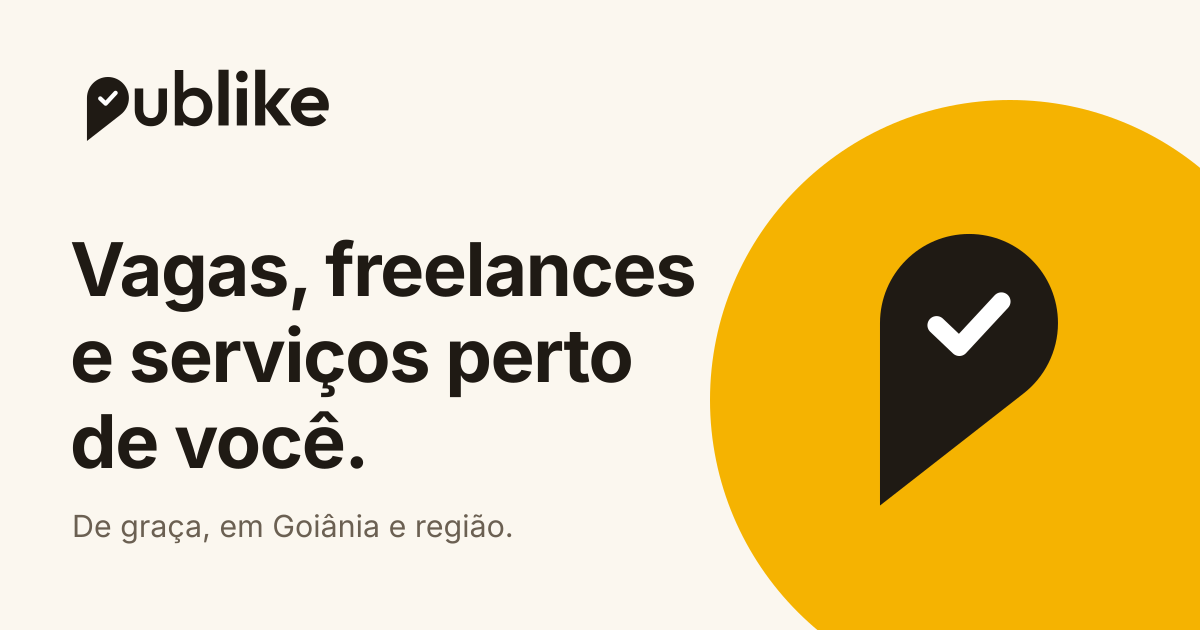 Publike
Vagas, freelances
e serviços perto
de você.
De graça, em Goiânia e região.